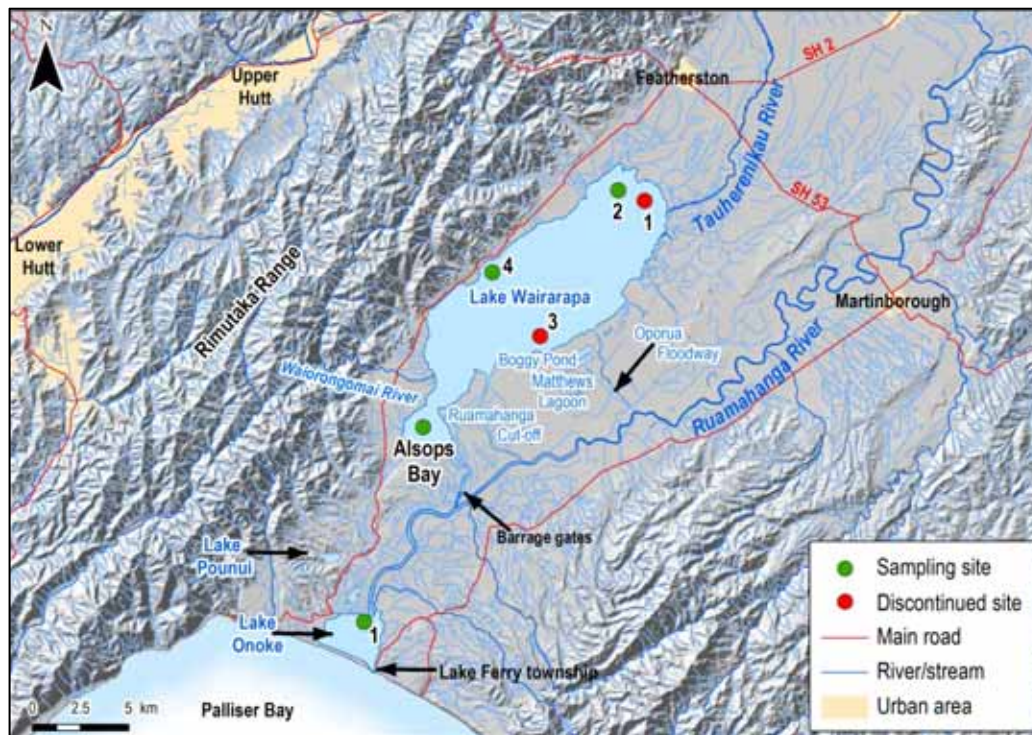 N
Upper
Hutt
SH 2
Featherston
Tauherenikau River
SH 53
2
1
Lower
Hutt
4
Lake Wairarapa
Rimutaka Range
Martinborough
3
Oporua
Floodway
Boggy Pond
Matthews
Lagoon
Waiorongomai River
Ruamahanga River
Ruamahanga
Cut-off
Alsops
Bay
Barrage gates
Lake
Pounui
Lake
Onoke
1
Lake Ferry township
Palliser Bay
0 2.5 5 km
Sampling site
Discontinued site
Main road
River/stream
Urban area